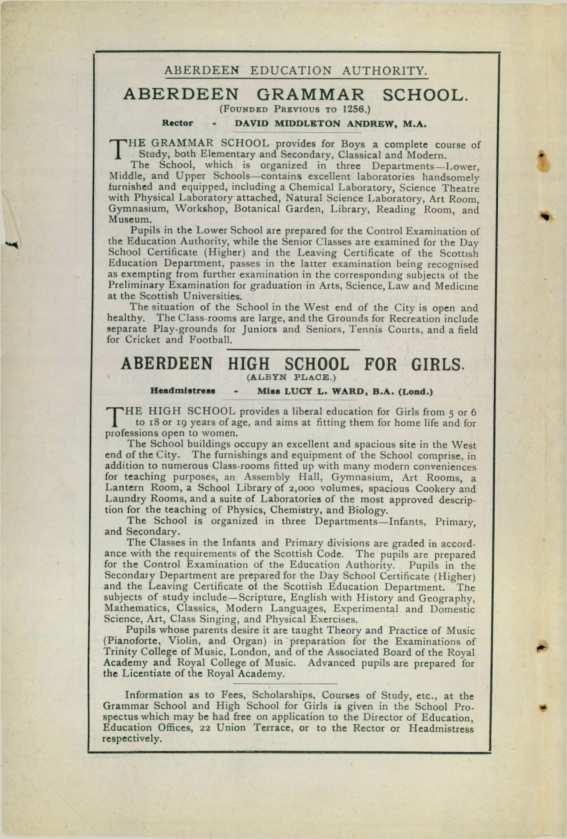 ABERDEEN EDUCATION AUTHORITY.
ABERDEEN GRAMMAR SCHOOL.
(FOUNDED PREVIOUS TO 1256.)
Rector - DAVID MIDDLETON ANDREW, M.A.
THE GRAMMAR SCHOOL provides for Boys a complete course of
Study, both Elementary and Secondary, Classical and Modern.
The School, which is organized in three Departments—Lower,
Middle, and Upper Schools—contains excellent laboratories handsomely
furnished and equipped, including a Chemical Laboratory, Science Theatre
with Physical Laboratory attached, Natural Science Laboratory, Art Room,
Gymnasium, Workshop, Botanical Garden, Library, Reading Room, and
Museum.
Pupils in the Lower School are prepared for the Control Examination of
the Education Authority, while the Senior Classes are examined for the Day
School Certificate (Higher) and the Leaving Certificate of the Scottish
Education Department, passes in the latter examination being recognised
as exempting from further examination in the corresponding subjects of the
Preliminary Examination for graduation in Arts, Science, Law and Medicine
at the Scottish Universities.
The situation of the School in the West end of the City is open and
healthy. The Class-rooms are large, and the Grounds for Recreation include
separate Play-grounds for Juniors and Seniors, Tennis Courts, and a field
for Cricket and Football.
ABERDEEN HIGH SCHOOL FOR GIRLS.
(ALBYN PLACE.)
Headmistress - Miss LUCY L. WARD, B.A. (Lond.)
THE HIGH SCHOOL provides a liberal education for Girls from 5 or 6
to 18 or 19 years of age, and aims at fitting them for home life and for
professions open to women.
The School buildings occupy an excellent and spacious site in the West
end of the City. The furnishings and equipment of the School comprise, in
addition to numerous Class-rooms fitted up with many modern conveniences
for teaching purposes, an Assembly Hall, Gymnasium, Art Rooms, a
Lantern Room, a School Library of 2,000 volumes, spacious Cookery and
Laundry Rooms, and a suite of Laboratories of the most approved descrip-
tion for the teaching of Physics, Chemistry, and Biology.
The School is organized in three Departments—Infants, Primary,
and Secondary.
The Classes in the Infants and Primary divisions are graded in accord-
ance with the requirements of the Scottish Code. The pupils are prepared
for the Control Examination of the Education Authority. Pupils in the
Secondary Department are prepared for the Day School Certificate (Higher)
and the Leaving Certificate of the Scottish Education Department. The
subjects of study include—Scripture, English with History and Geography,
Mathematics, Classics, Modern Languages, Experimental and Domestic
Science, Art, Class Singing, and Physical Exercises.
Pupils whose parents desire it are taught Theory and Practice of Music
(Pianoforte, Violin, and Organ) in preparation for the Examinations of
Trinity College of Music, London, and of the Associated Board of the Royal
Academy and Royal College of Music. Advanced pupils are prepared for
the Licentiate of the Royal Academy.
Information as to Fees, Scholarships, Courses of Study, etc., at the
Grammar School and High School for Girls is given in the School Pro-
spectus which may be had free on application to the Director of Education,
Education Offices, 22 Union Terrace, or to the Rector or Headmistress
respectively.